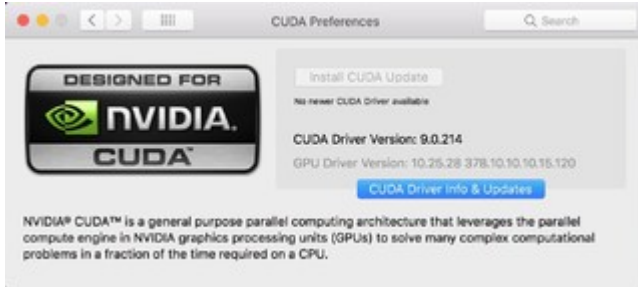 CUDA Preferences
Search
DESIGNED FOR
NVIDIA.
CUDA™
Install CUDA Update
No newer CUDA Driver available
CUDA Driver Version: 9.0.214
GPU Driver Version: 10.25.28 378.10.10.10.15.120
CUDA Driver Info & Updates
NVIDIA® CUDA™ is a general purpose parallel computing architecture that leverages the parallel
compute engine in NVIDIA graphics processing units (GPUs) to solve many complex computational
problems in a fraction of the time required on a CPU.